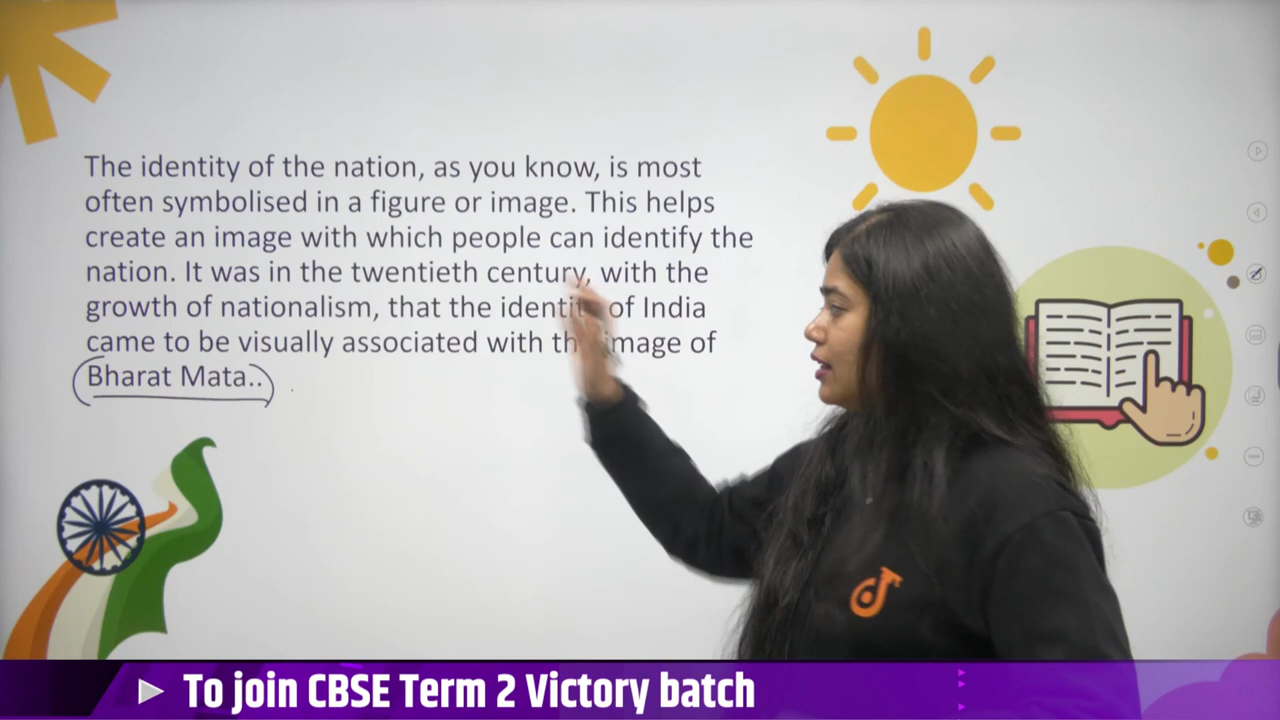 The identity of the nation, as you know, is most
often symbolised in a figure or image. This helps
create an image with which people can identify the
nation. It was in the twentieth century, with the
growth of nationalism, that the identity of India
came to be visually associated with the image of
Bharat Mata..
To join CBSE Term 2 Victory batch